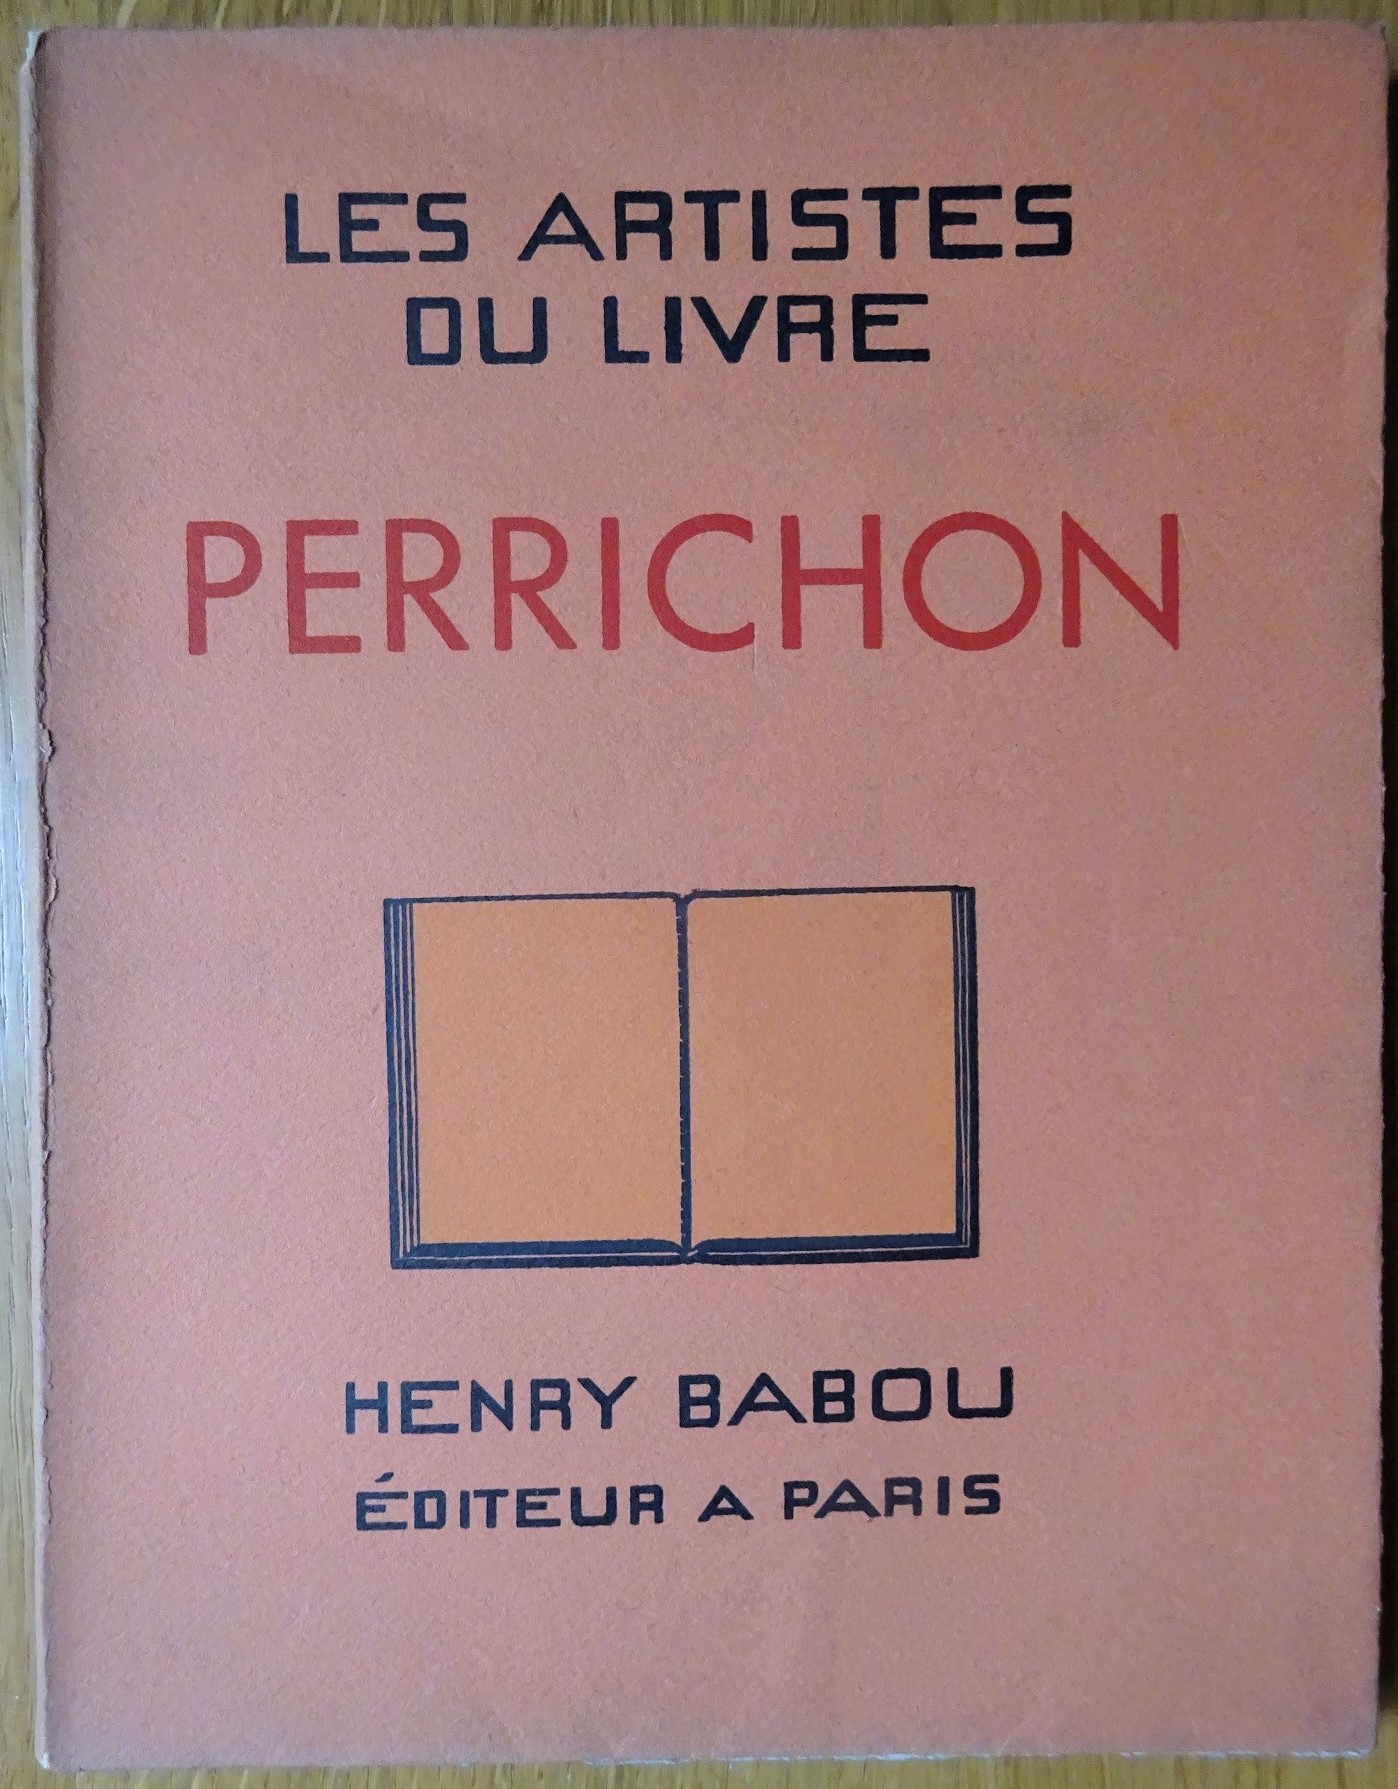 LES ARTISTES
DU LIVRE
PERRICHON
HENRY BABOU
ÉDITEUR A PARIS